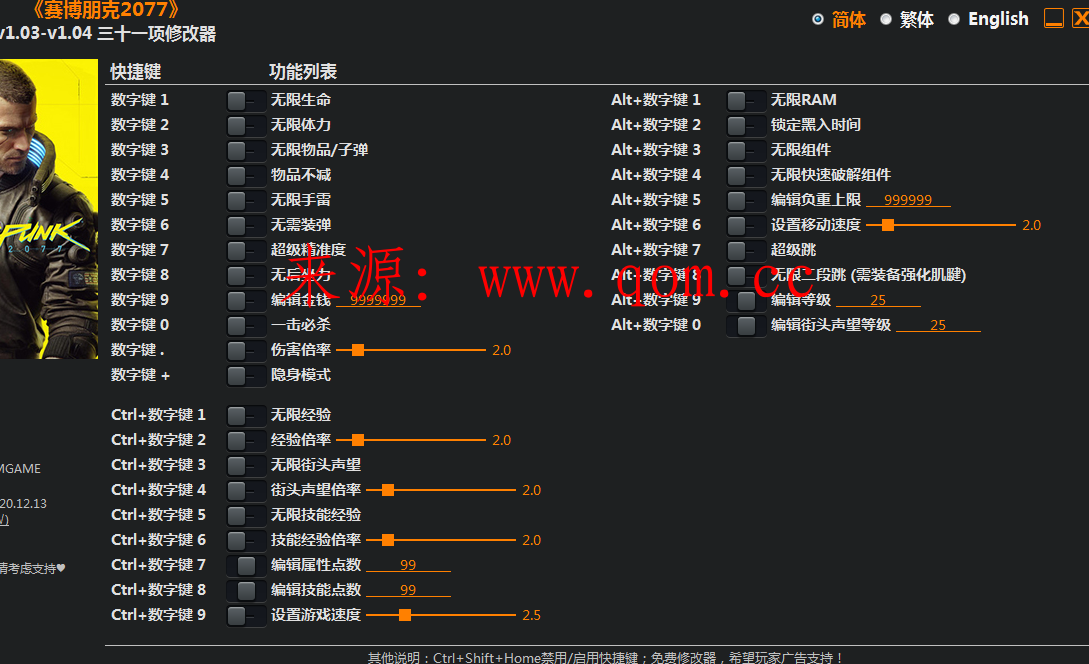 《赛博朋克2077》
v1.03-v1.04 三十一项修改器
简体 繁体 English
快捷键 功能列表
数字键 1 无限生命
数字键 2 无限体力
数字键 3 无限物品/子弹
数字键 4 物品不减
数字键 5 无限手雷
数字键 6 无需装弹
数字键 7 超级精准度
数字键 8 无后坐力
数字键 9 编辑金钱 9999999
数字键 0 一击必杀
数字键 . 伤害倍率 2.0
数字键 + 隐身模式
Ctrl+数字键 1 无限经验
Ctrl+数字键 2 经验倍率 2.0
Ctrl+数字键 3 无限街头声望
Ctrl+数字键 4 街头声望倍率 2.0
Ctrl+数字键 5 无限技能经验
Ctrl+数字键 6 技能经验倍率 2.0
Ctrl+数字键 7 编辑属性点数 99
Ctrl+数字键 8 编辑技能点数 99
Ctrl+数字键 9 设置游戏速度 2.5
Alt+数字键 1 无限RAM
Alt+数字键 2 锁定黑入时间
Alt+数字键 3 无限组件
Alt+数字键 4 无限快速破解组件
Alt+数字键 5 编辑负重上限 999999
Alt+数字键 6 设置移动速度 2.0
Alt+数字键 7 超级跳
Alt+数字键 8 无限二段跳 (需装备强化肌腱)
Alt+数字键 9 编辑等级 25
Alt+数字键 0 编辑街头声望等级 25
来源：www.qqm.cc
PUNK
2077
MGAME
20.12.13
请考虑支持♥
其他说明：Ctrl+Shift+Home禁用/启用快捷键；免费修改器，希望玩家广告支持！